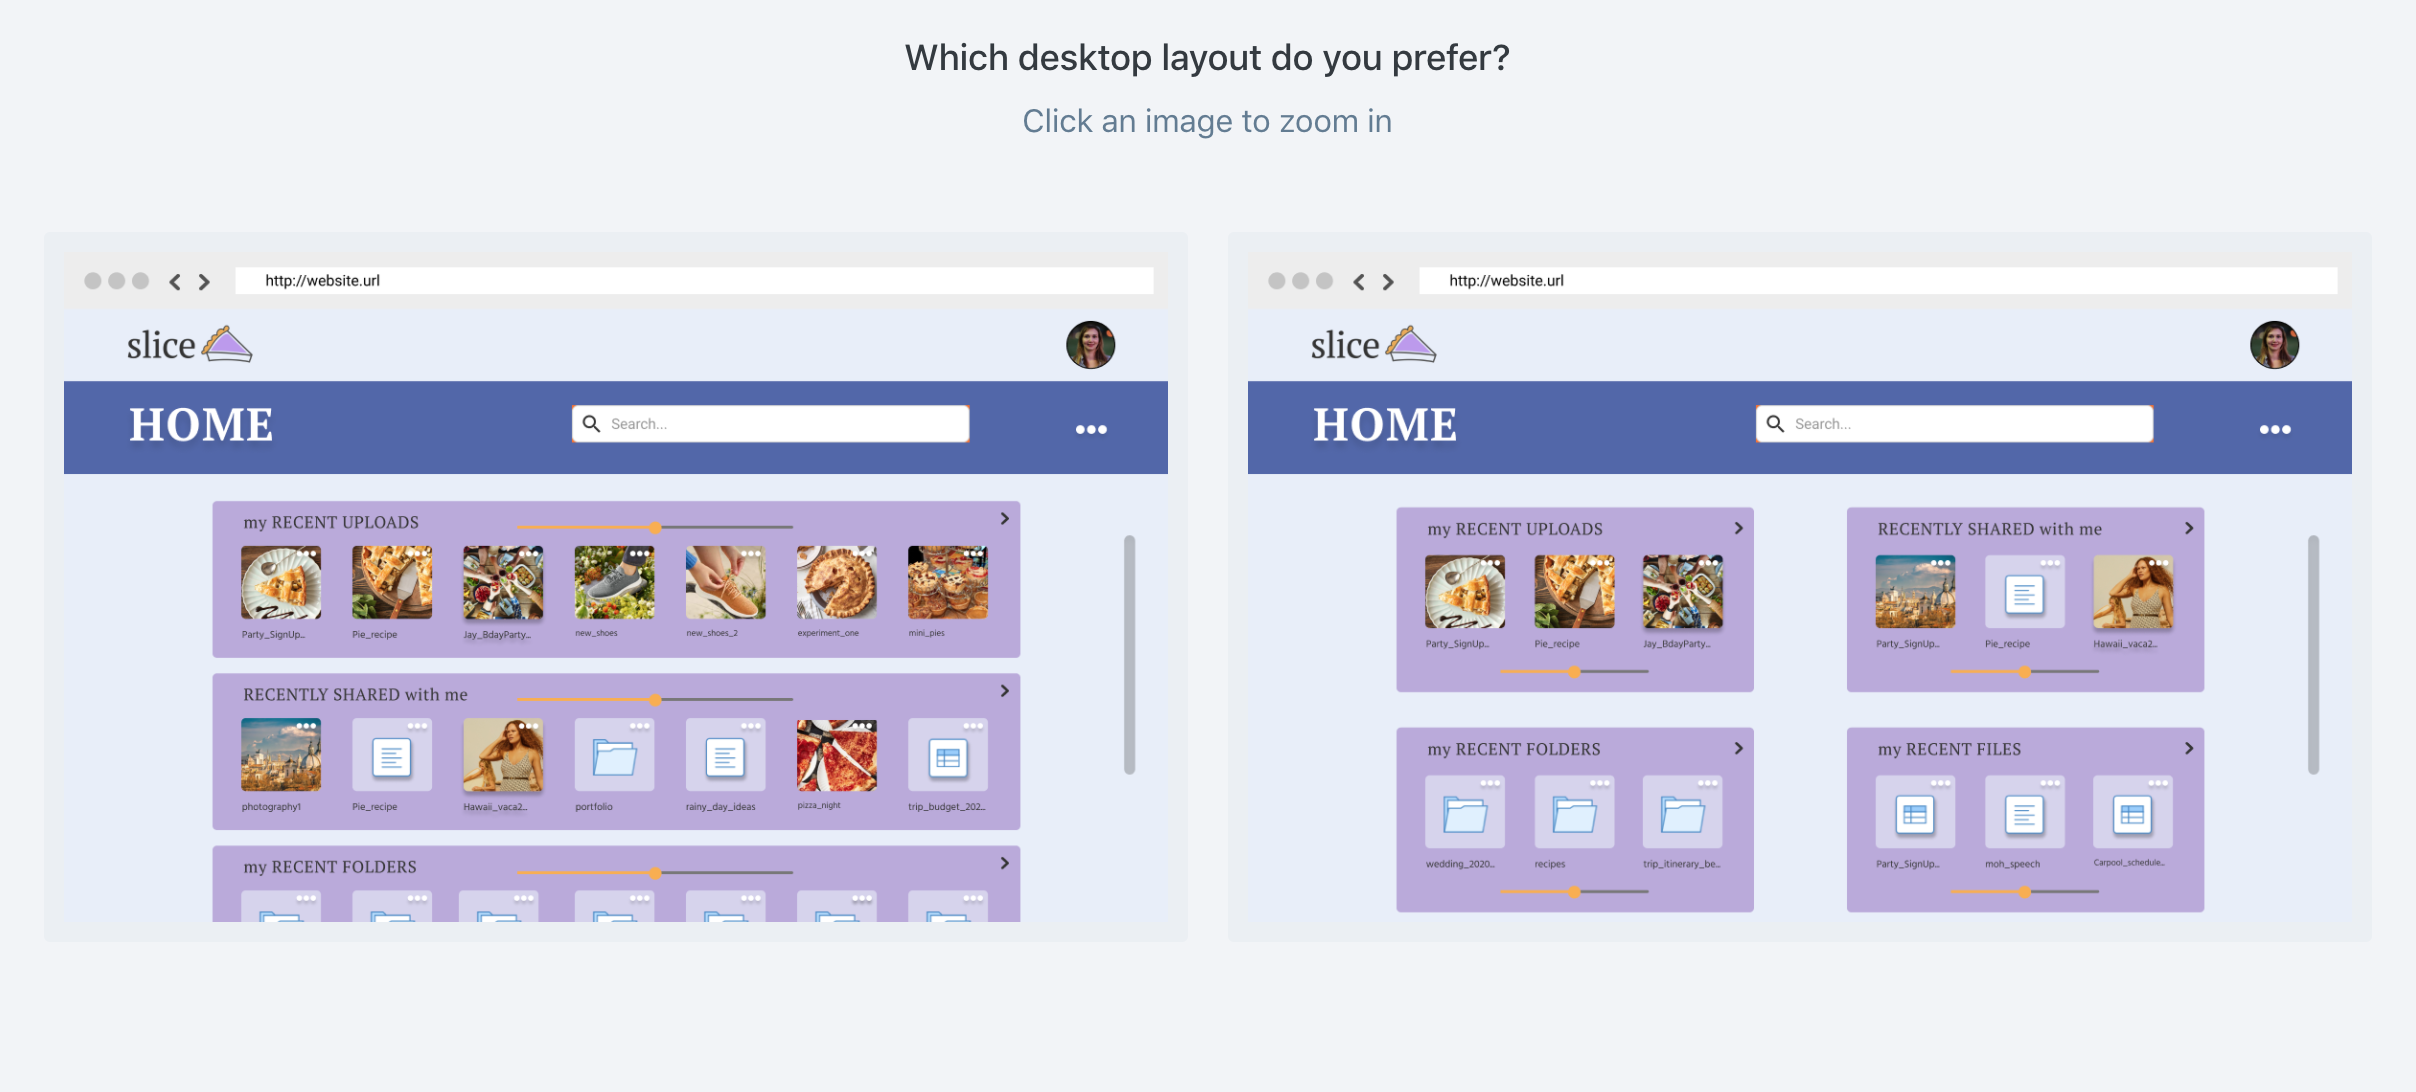 Which desktop layout do you prefer?
Click an image to zoom in
http://website.url
slice
HOME
Search...
my RECENT UPLOADS
Party_SignUp...
Pie_recipe
Jay_BdayParty...
new_shoes
new_shoes_2
experiment_one
mini_pies
RECENTLY SHARED with me
photography1
Pie_recipe
Hawaii_vaca2...
portfolio
rainy_day_ideas
pizza_night
trip_budget_202...
my RECENT FOLDERS
http://website.url
slice
HOME
Search...
my RECENT UPLOADS
Party_SignUp...
Pie_recipe
Jay_BdayParty...
RECENTLY SHARED with me
Party_SignUp...
Pie_recipe
Hawaii_vaca2...
my RECENT FOLDERS
wedding_2020...
recipes
trip_itinerary_be...
my RECENT FILES
Party_SignUp...
moh_speech
Carpool_schedule...